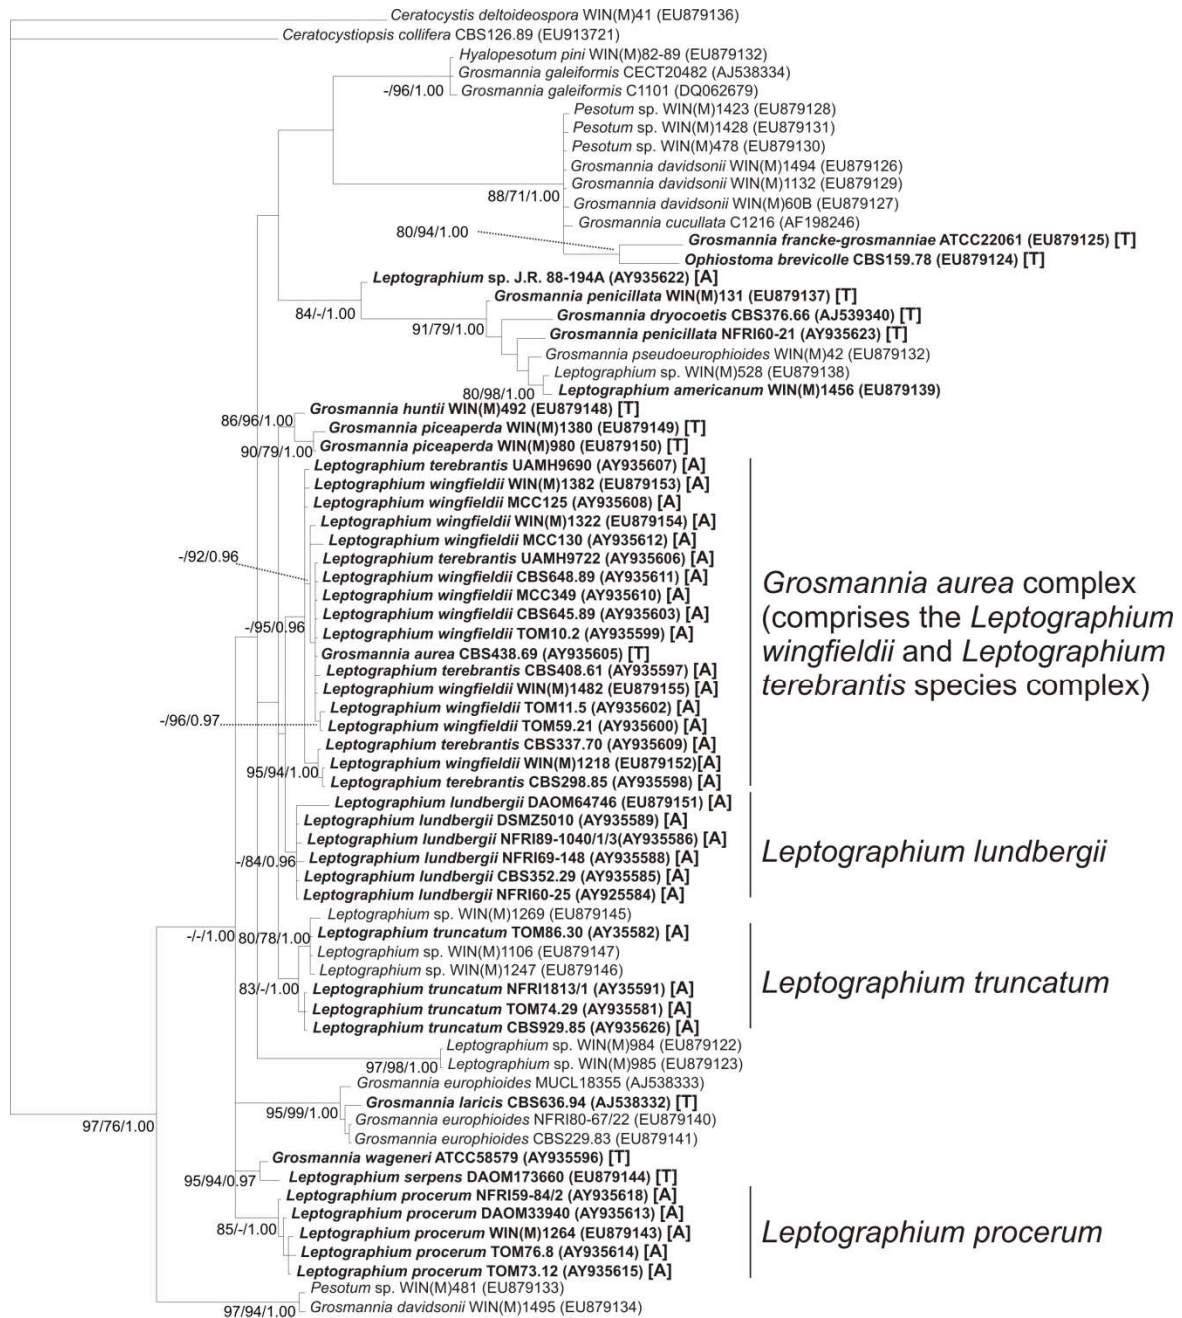 Ceratocystis deltoideospora WIN(M)41 (EU879136)
Ceratocystiopsis collifera CBS126.89 (EU913721)
Hyalopesotum pini WIN(M)82-89 (EU879132)
Grosmannia galeiformis CECT20482 (AJ538334)
Grosmannia galeiformis C1101 (DQ062679)
-/96/1.00
Pesotum sp. WIN(M)1423 (EU879128)
Pesotum sp. WIN(M)1428 (EU879131)
Pesotum sp. WIN(M)478 (EU879130)
Grosmannia davidsonii WIN(M)1494 (EU879126)
Grosmannia davidsonii WIN(M)1132 (EU879129)
88/71/1.00
Grosmannia davidsonii WIN(M)60B (EU879127)
Grosmannia cucullata C1216 (AF198246)
80/94/1.00
Grosmannia francke-grosmanniae ATCC22061 (EU879125) [T]
Ophiostoma brevicolle CBS159.78 (EU879124) [T]
Leptographium sp. J.R. 88-194A (AY935622) [A]
Grosmannia penicillata WIN(M)131 (EU879137) [T]
84/-/1.00
Grosmannia dryocoetis CBS376.66 (AJ539340) [T]
91/79/1.00
Grosmannia penicillata NFRI60-21 (AY935623) [T]
Grosmannia pseudoeurophioides WIN(M)42 (EU879132)
Leptographium sp. WIN(M)528 (EU879138)
80/98/1.00
Leptographium americanum WIN(M)1456 (EU879139)
Grosmannia huntii WIN(M)492 (EU879148) [T]
86/96/1.00
Grosmannia piceaperda WIN(M)1380 (EU879149) [T]
90/79/1.00
Grosmannia piceaperda WIN(M)980 (EU879150) [T]
Leptographium terebrantis UAMH9690 (AY935607) [A]
Leptographium wingfieldii WIN(M)1382 (EU879153) [A]
Leptographium wingfieldii MCC125 (AY935608) [A]
Leptographium wingfieldii WIN(M)1322 (EU879154) [A]
Leptographium wingfieldii MCC130 (AY935612) [A]
-/92/0.96
Leptographium terebrantis UAMH9722 (AY935606) [A]
Leptographium wingfieldii CBS648.89 (AY935611) [A]
Leptographium wingfieldii MCC349 (AY935610) [A]
Leptographium wingfieldii CBS645.89 (AY935603) [A]
-/95/0.96
Leptographium wingfieldii TOM10.2 (AY935599) [A]
Grosmannia aurea CBS438.69 (AY935605) [T]
Leptographium terebrantis CBS408.61 (AY935597) [A]
Leptographium wingfieldii WIN(M)1482 (EU879155) [A]
Leptographium wingfieldii TOM11.5 (AY935602) [A]
-/96/0.97
Leptographium wingfieldii TOM59.21 (AY935600) [A]
Leptographium terebrantis CBS337.70 (AY935609) [A]
95/94/1.00
Leptographium wingfieldii WIN(M)1218 (EU879152)[A]
Leptographium terebrantis CBS298.85 (AY935598) [A]
Grosmannia aurea complex
(comprises the Leptographium
wingfieldii and Leptographium
terebrantis species complex)
Leptographium lundbergii DAOM64746 (EU879151) [A]
Leptographium lundbergii DSMZ5010 (AY935589) [A]
Leptographium lundbergii NFRI89-1040/1/3(AY935586) [A]
-/84/0.96
Leptographium lundbergii NFRI69-148 (AY935588) [A]
Leptographium lundbergii CBS352.29 (AY935585) [A]
Leptographium lundbergii NFRI60-25 (AY925584) [A]
Leptographium lundbergii
Leptographium sp. WIN(M)1269 (EU879145)
-/-/1.00
80/78/1.00
Leptographium truncatum TOM86.30 (AY35582) [A]
Leptographium sp. WIN(M)1106 (EU879147)
Leptographium sp. WIN(M)1247 (EU879146)
83/-/1.00
Leptographium truncatum NFRI1813/1 (AY35591) [A]
Leptographium truncatum TOM74.29 (AY935581) [A]
Leptographium truncatum CBS929.85 (AY935626) [A]
Leptographium truncatum
Leptographium sp. WIN(M)984 (EU879122)
97/98/1.00
Leptographium sp. WIN(M)985 (EU879123)
Grosmannia europhioides MUCL18355 (AJ538333)
Grosmannia laricis CBS636.94 (AJ538332) [T]
95/99/1.00
Grosmannia europhioides NFRI80-67/22 (EU879140)
97/76/1.00
Grosmannia europhioides CBS229.83 (EU879141)
Grosmannia wageneri ATCC58579 (AY935596) [T]
95/94/0.97
Leptographium serpens DAOM173660 (EU879144) [T]
Leptographium procerum NFRI59-84/2 (AY935618) [A]
Leptographium procerum DAOM33940 (AY935613) [A]
85/-/1.00
Leptographium procerum WIN(M)1264 (EU879143) [A]
Leptographium procerum TOM76.8 (AY935614) [A]
Leptographium procerum TOM73.12 (AY935615) [A]
Leptographium procerum
Pesotum sp. WIN(M)481 (EU879133)
97/94/1.00
Grosmannia davidsonii WIN(M)1495 (EU879134)